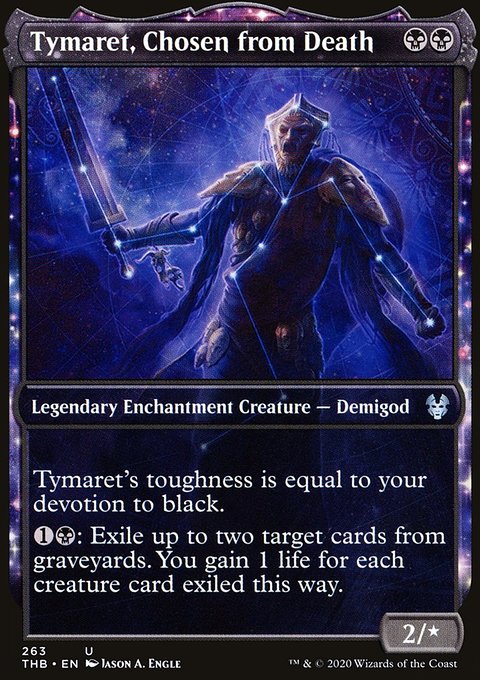 Tymaret, Chosen from Death
Legendary Enchantment Creature — Demigod
Tymaret's toughness is equal to your
devotion to black.
1: Exile up to two target cards from
graveyards. You gain 1 life for each
creature card exiled this way.
2/★
263 U
THB • EN Jason A. Engle
™ & © 2020 Wizards of the Coast